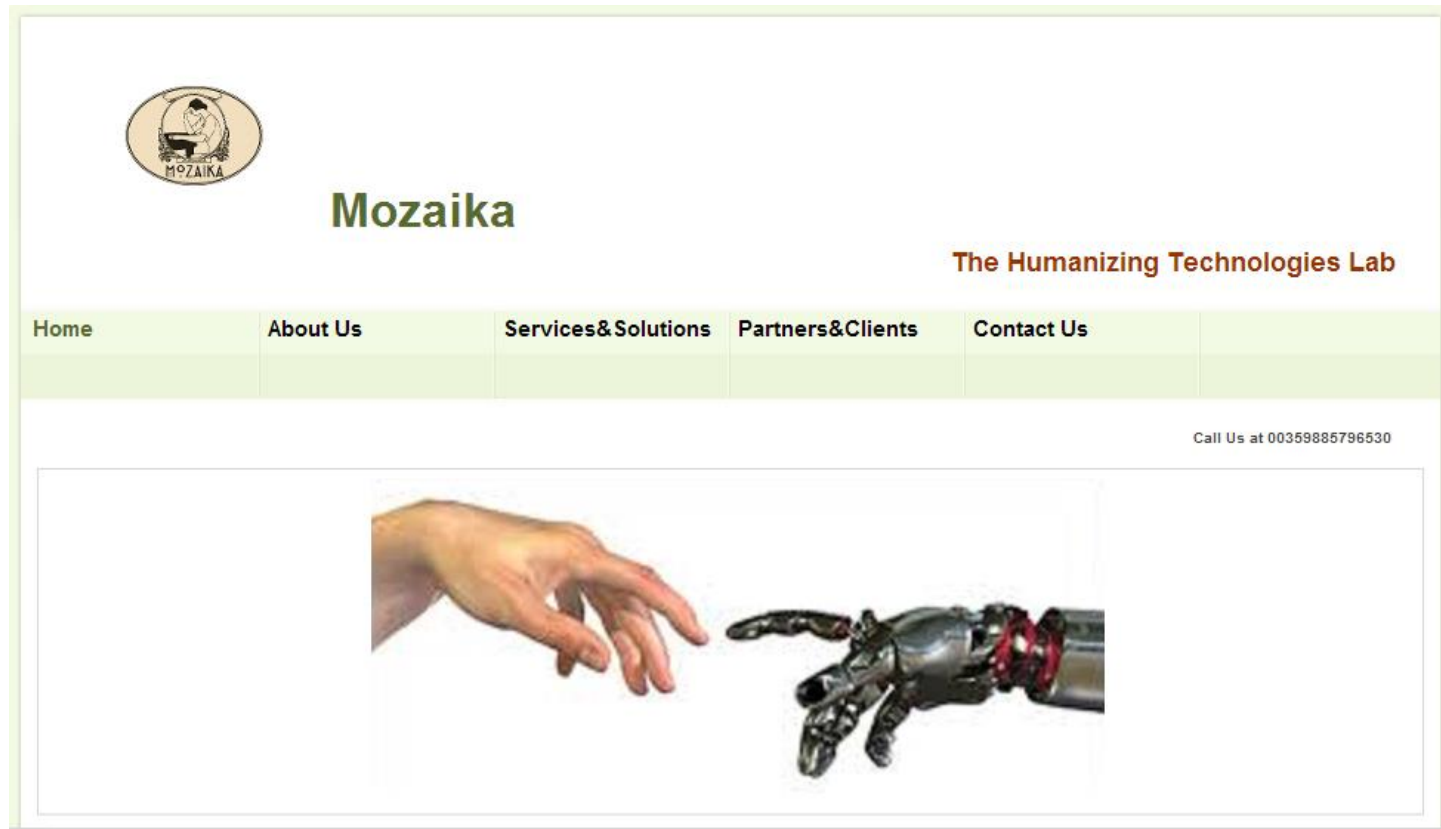 MOZAIKA
Mozaika
The Humanizing Technologies Lab
Home About Us Services&Solutions Partners&Clients Contact Us
Call Us at 00359885796530